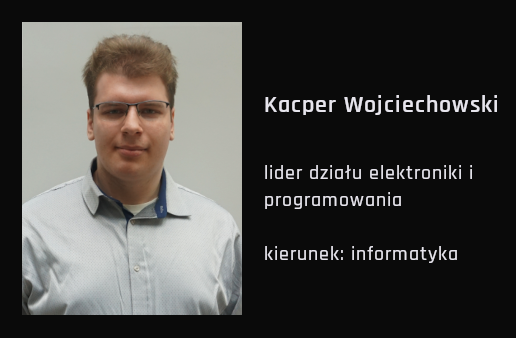 Kacper Wojciechowski
lider działu elektroniki i
programowania
kierunek: informatyka